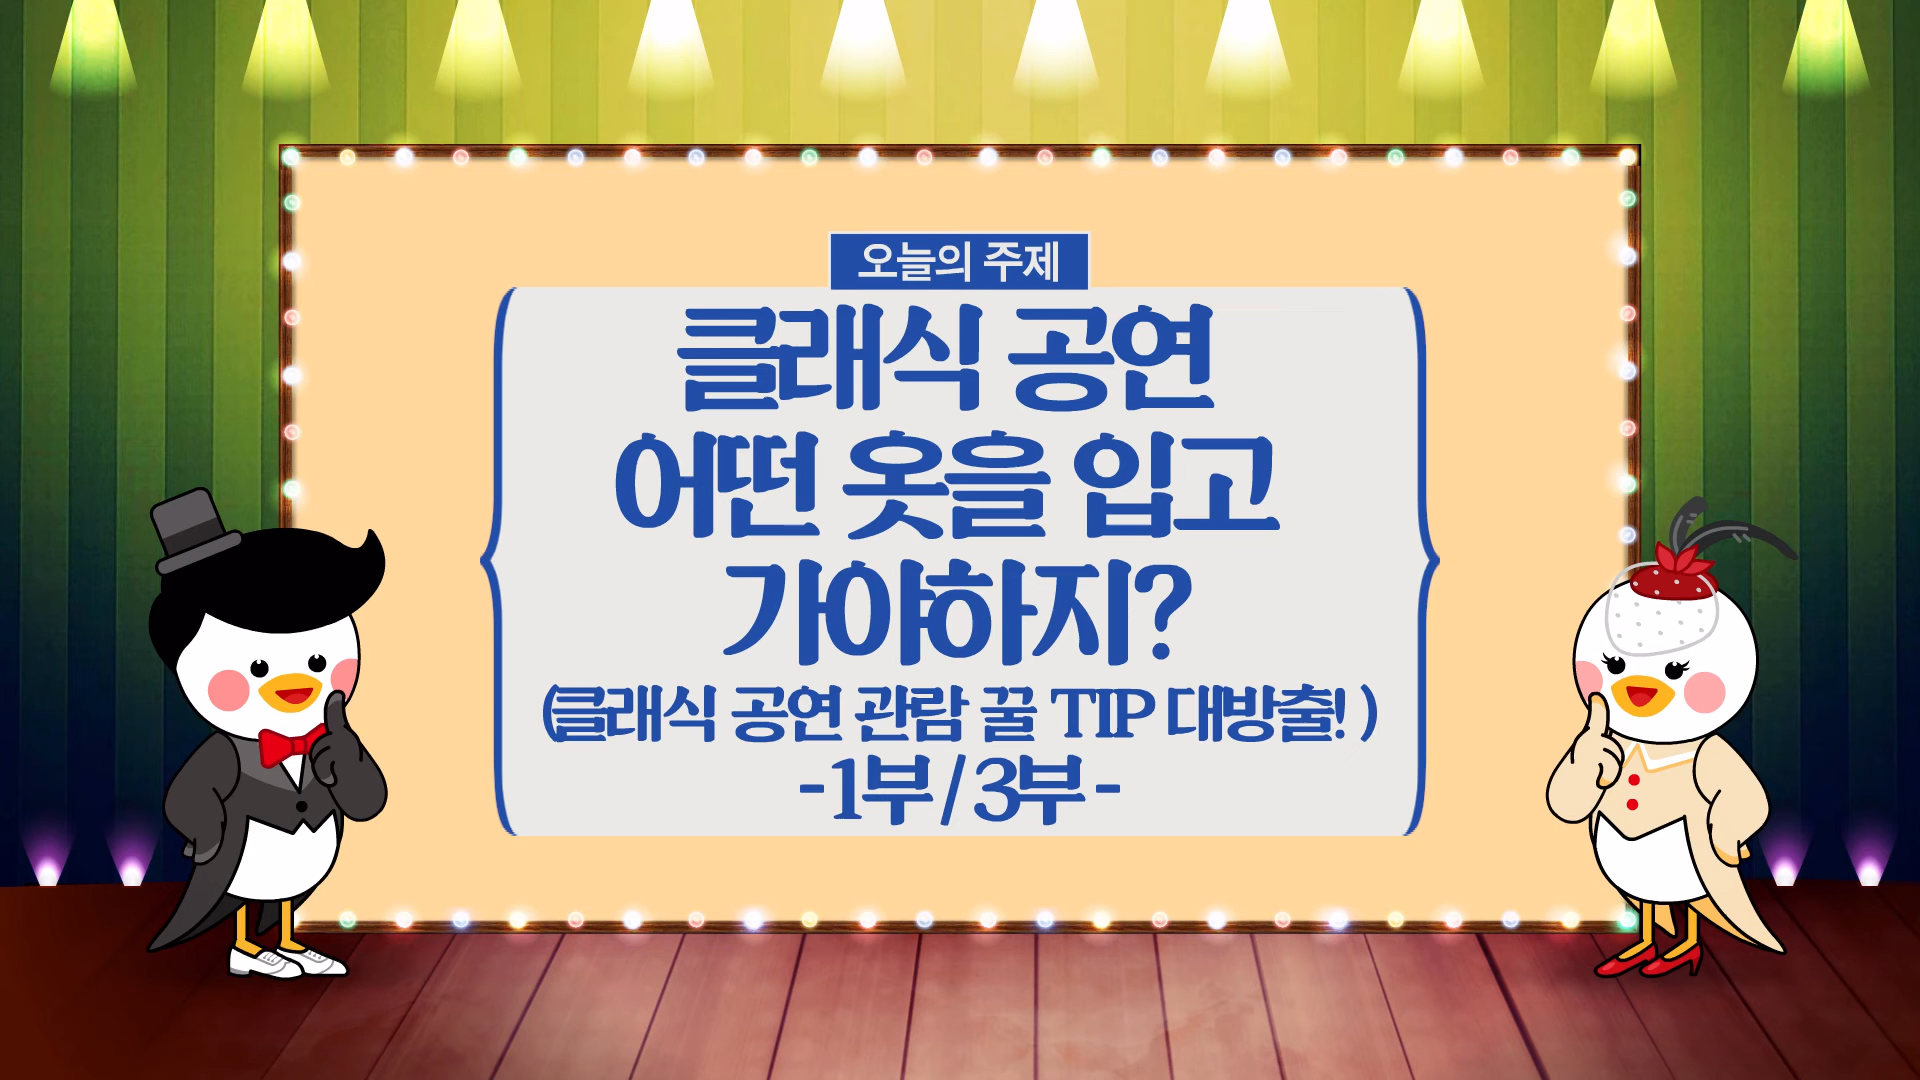 오늘의 주제
클래식 공연
어떤 옷을 입고
가야하지?
(클래식 공연 관람 꿀 TIP 대방출! )
-1부/3부-